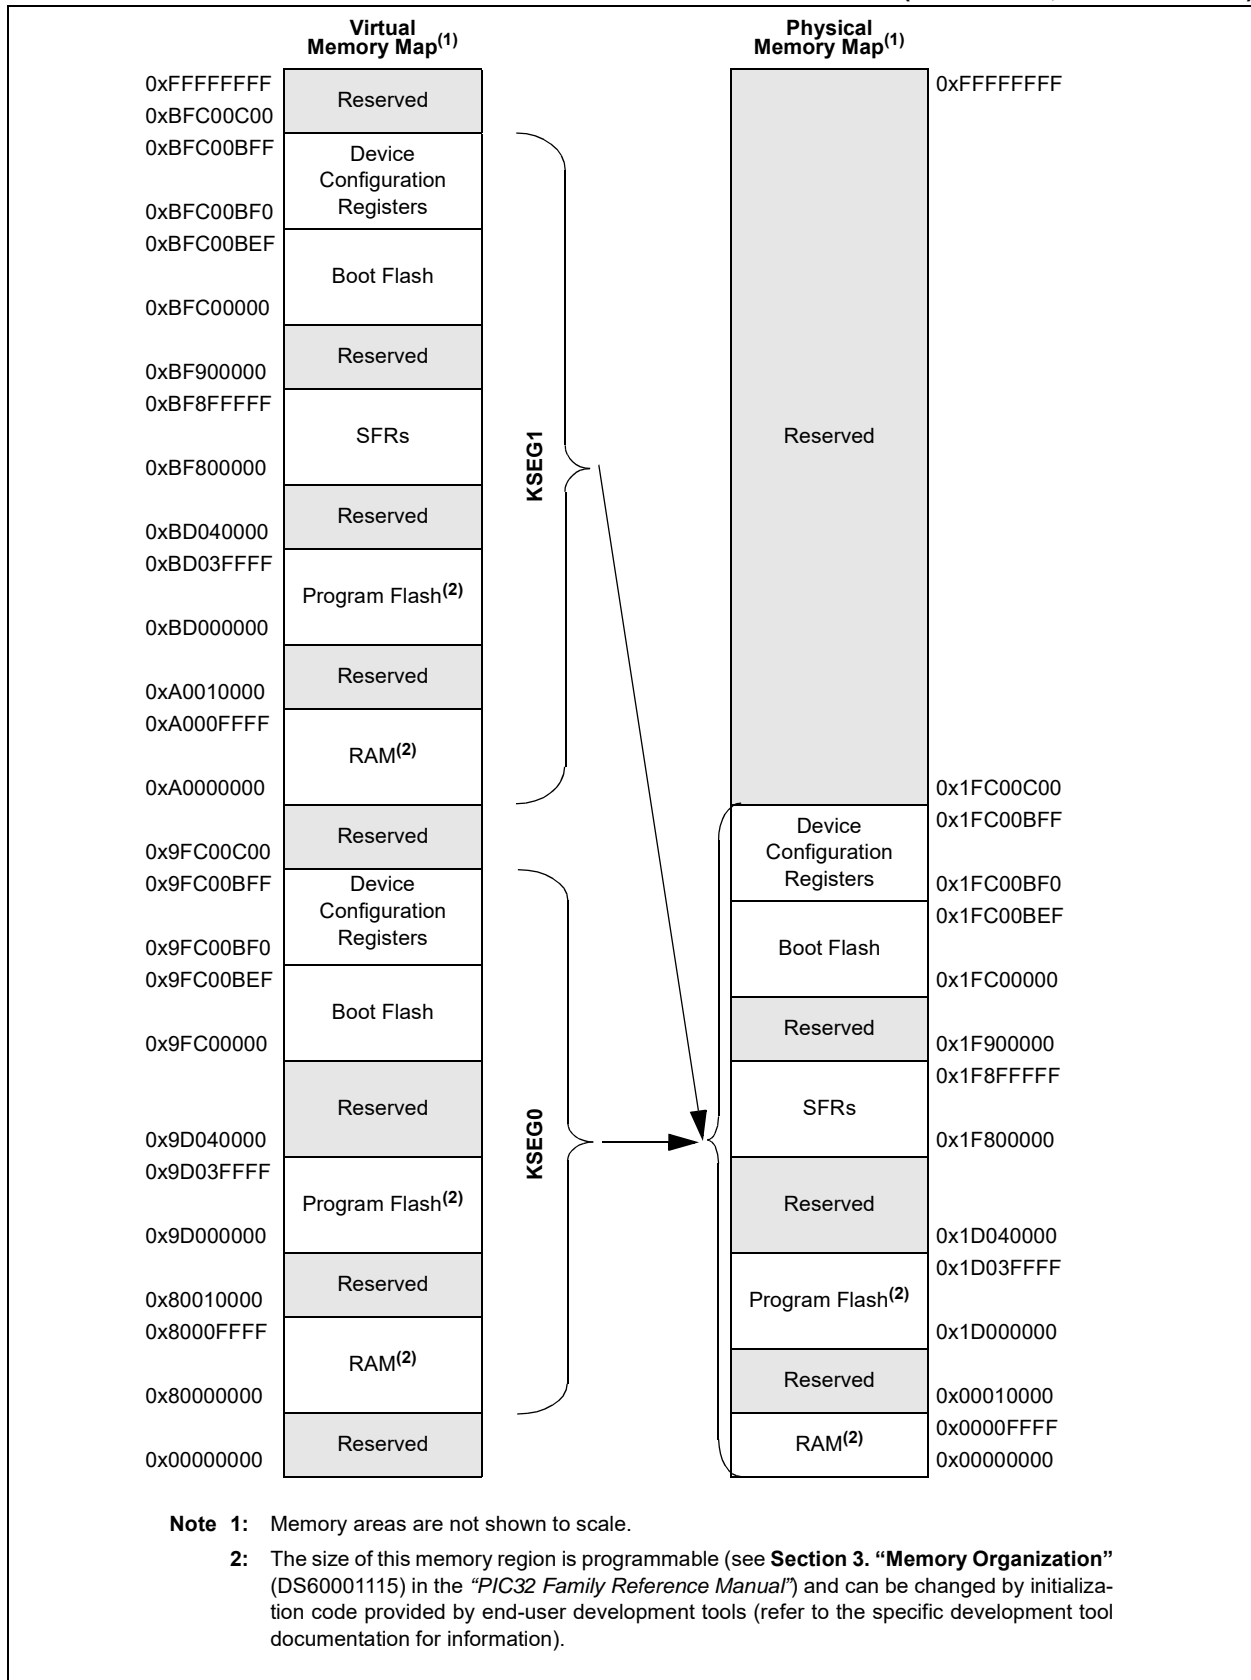 Virtual
Memory Map(1)
Physical
Memory Map(1)
0xFFFFFFFF
Reserved
0xBFC00C00
0xBFC00BFF
Device
Configuration
Registers
0xBFC00BF0
0xBFC00BEF
Boot Flash
0xBFC00000
Reserved
0xBF900000
0xBF8FFFFF
SFRs
0xBF800000
Reserved
0xBD040000
0xBD03FFFF
Program Flash(2)
0xBD000000
Reserved
0xA0010000
0xA000FFFF
RAM(2)
0xA0000000
Reserved
0x9FC00C00
0x9FC00BFF
Device
Configuration
Registers
0x9FC00BF0
0x9FC00BEF
Boot Flash
0x9FC00000
Reserved
0x9D040000
0x9D03FFFF
Program Flash(2)
0x9D000000
Reserved
0x80010000
0x8000FFFF
RAM(2)
0x80000000
Reserved
0x00000000
KSEG1
KSEG0
0xFFFFFFFF
Reserved
0x1FC00C00
0x1FC00BFF
Device
Configuration
Registers
0x1FC00BF0
0x1FC00BEF
Boot Flash
0x1FC00000
Reserved
0x1F900000
0x1F8FFFFF
SFRs
0x1F800000
Reserved
0x1D040000
0x1D03FFFF
Program Flash(2)
0x1D000000
Reserved
0x00010000
0x0000FFFF
RAM(2)
0x00000000
Note 1: Memory areas are not shown to scale.
2: The size of this memory region is programmable (see Section 3. “Memory Organization”
(DS60001115) in the “PIC32 Family Reference Manual”) and can be changed by initializa-
tion code provided by end-user development tools (refer to the specific development tool
documentation for information).